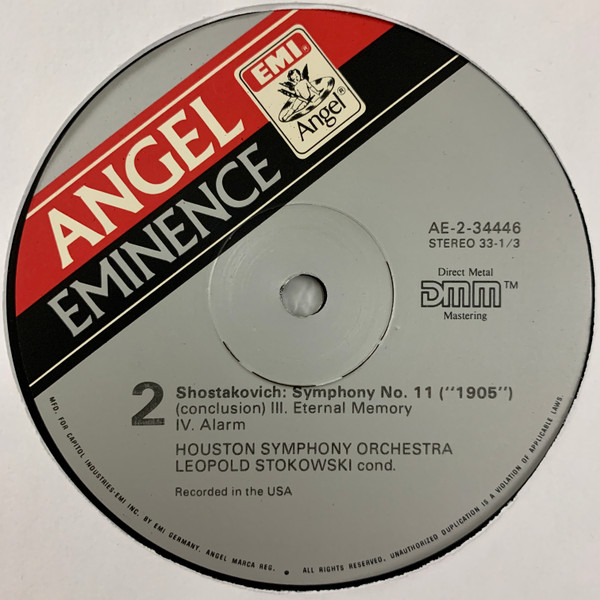 EMI®
Angel®
ANGEL
EMINENCE
AE-2-34446
STEREO 33-1/3
Direct Metal
DMM™
Mastering
2
Shostakovich: Symphony No. 11 ("1905")
(conclusion) III. Eternal Memory
IV. Alarm
HOUSTON SYMPHONY ORCHESTRA
LEOPOLD STOKOWSKI cond.
Recorded in the USA
MFD. FOR CAPITOL INDUSTRIES-EMI INC. BY EMI GERMANY. ANGEL MARCA REG. • ALL RIGHTS RESERVED. UNAUTHORIZED DUPLICATION IS A VIOLATION OF APPLICABLE LAWS.